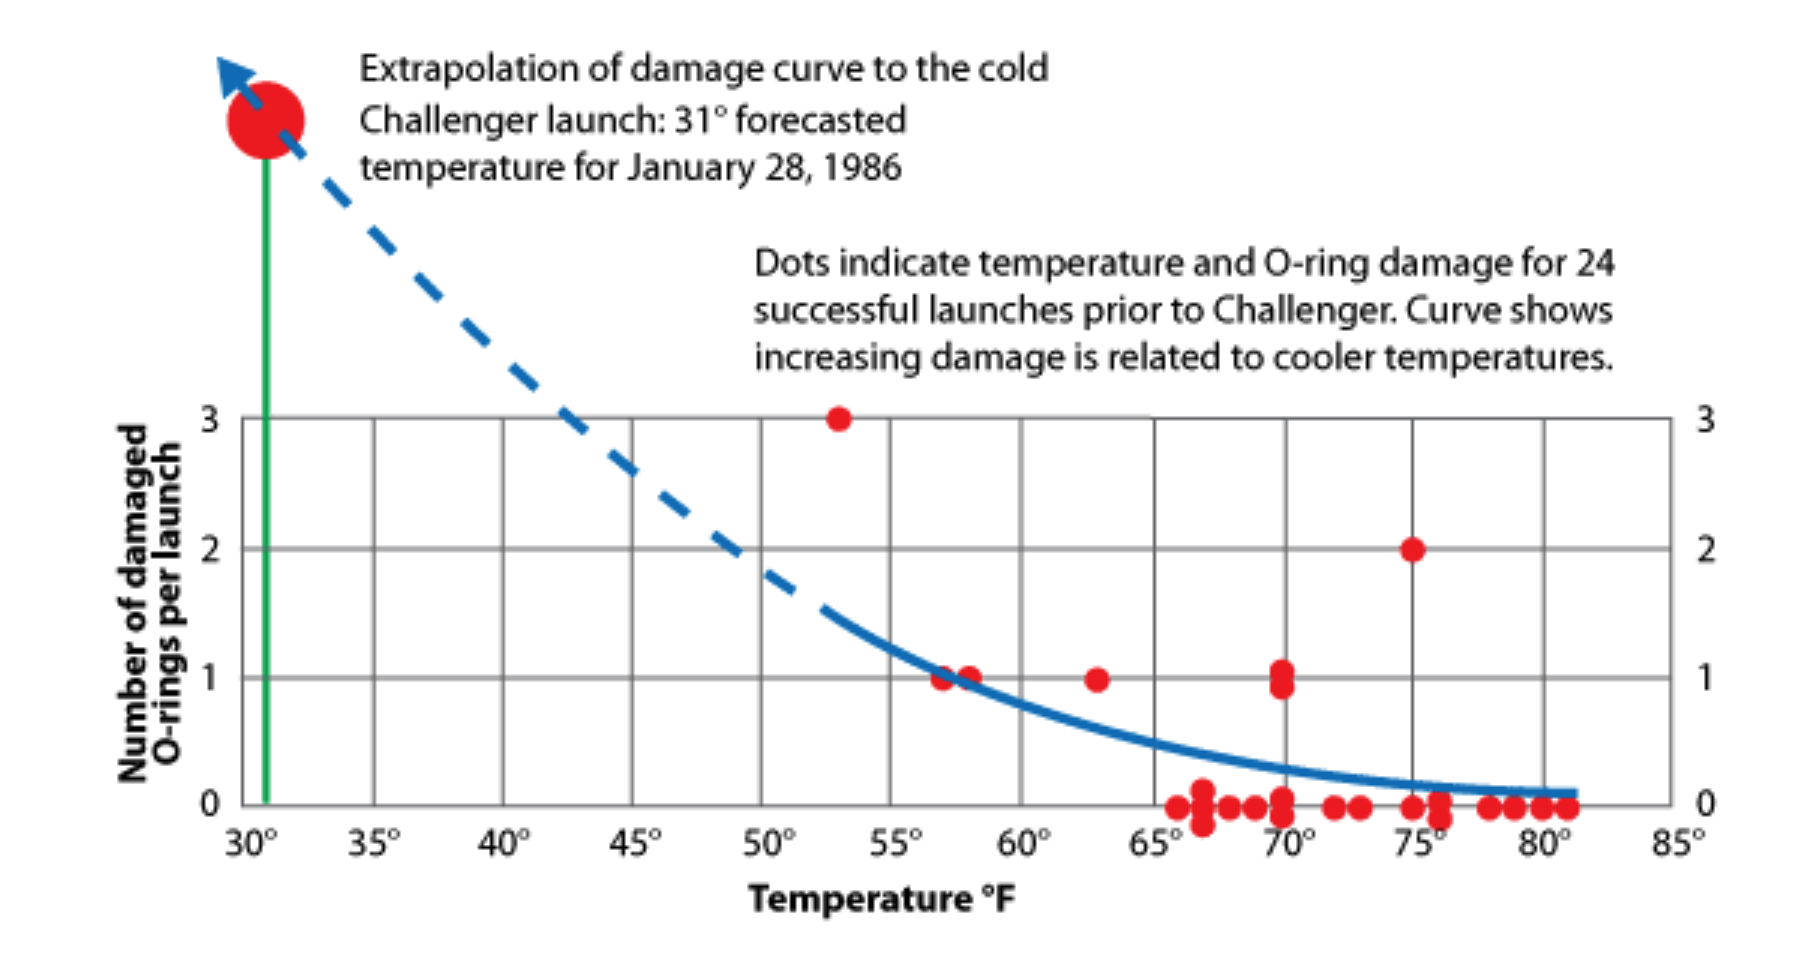 Extrapolation of damage curve to the cold
Challenger launch: 31° forecasted
temperature for January 28, 1986
Dots indicate temperature and O-ring damage for 24
successful launches prior to Challenger. Curve shows
increasing damage is related to cooler temperatures.
Number of damaged
O-rings per launch
3 3
2 2
1 1
0 0
30° 35° 40° 45° 50° 55° 60° 65° 70° 75° 80° 85°
Temperature °F